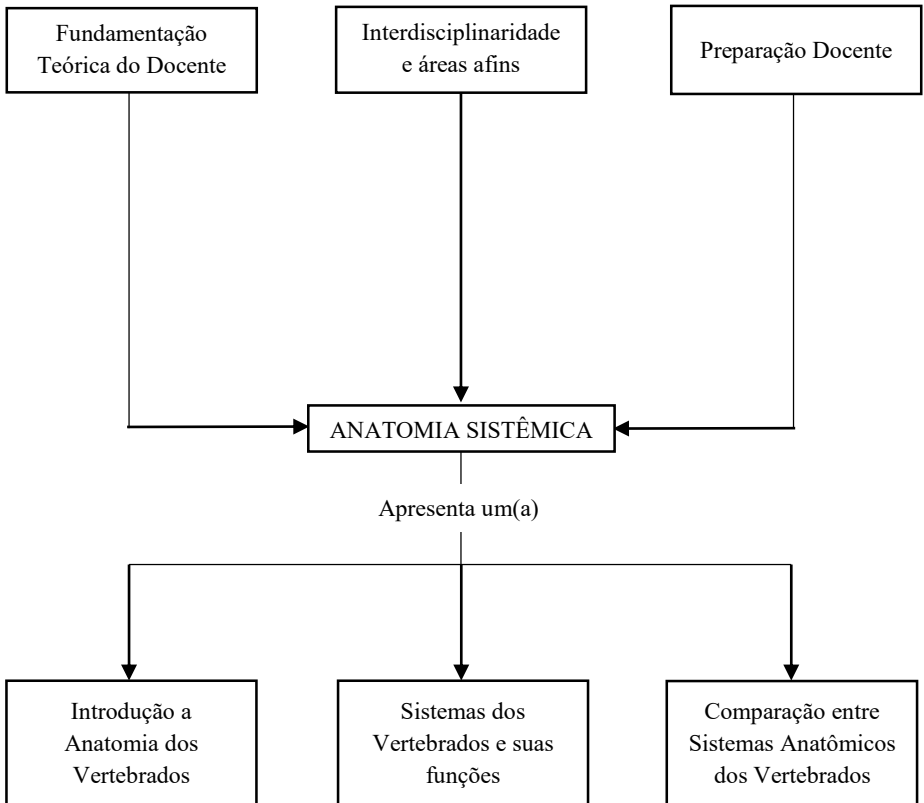 Fundamentação
Teórica do Docente
Interdisciplinaridade
e áreas afins
Preparação Docente
ANATOMIA SISTÊMICA
Apresenta um(a)
Introdução a
Anatomia dos
Vertebrados
Sistemas dos
Vertebrados e suas
funções
Comparação entre
Sistemas Anatômicos
dos Vertebrados